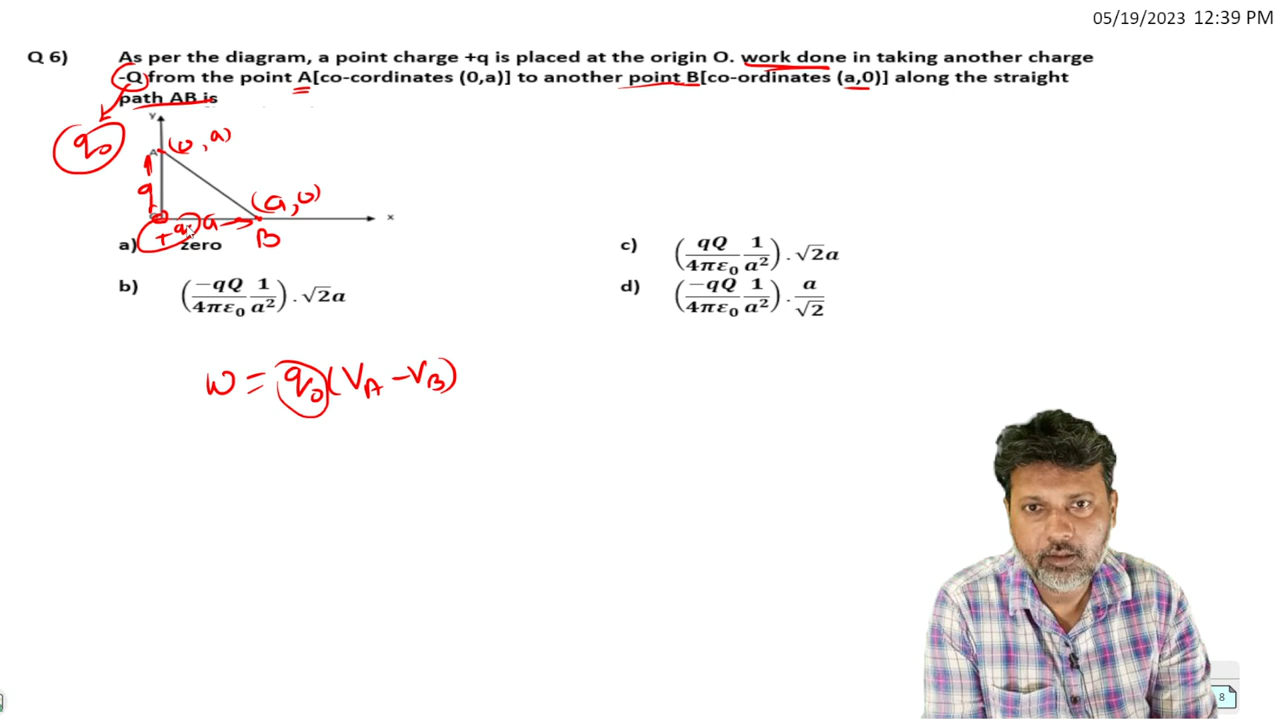 05/19/2023 12:39 PM
Q 6) As per the diagram, a point charge +q is placed at the origin O. work done in taking another charge
-Q from the point A[co-cordinates (0,a)] to another point B[co-ordinates (a,0)] along the straight
path AB is
q₀
Y
A (0, a)
q
(a, 0)
x
+q a B
a) zero
c) (qQ/4πε₀ 1/a²) . √2a
b) (-qQ/4πε₀ 1/a²) . √2a
d) (-qQ/4πε₀ 1/a²) . a/√2
W = q₀(V_A - V_B)
8